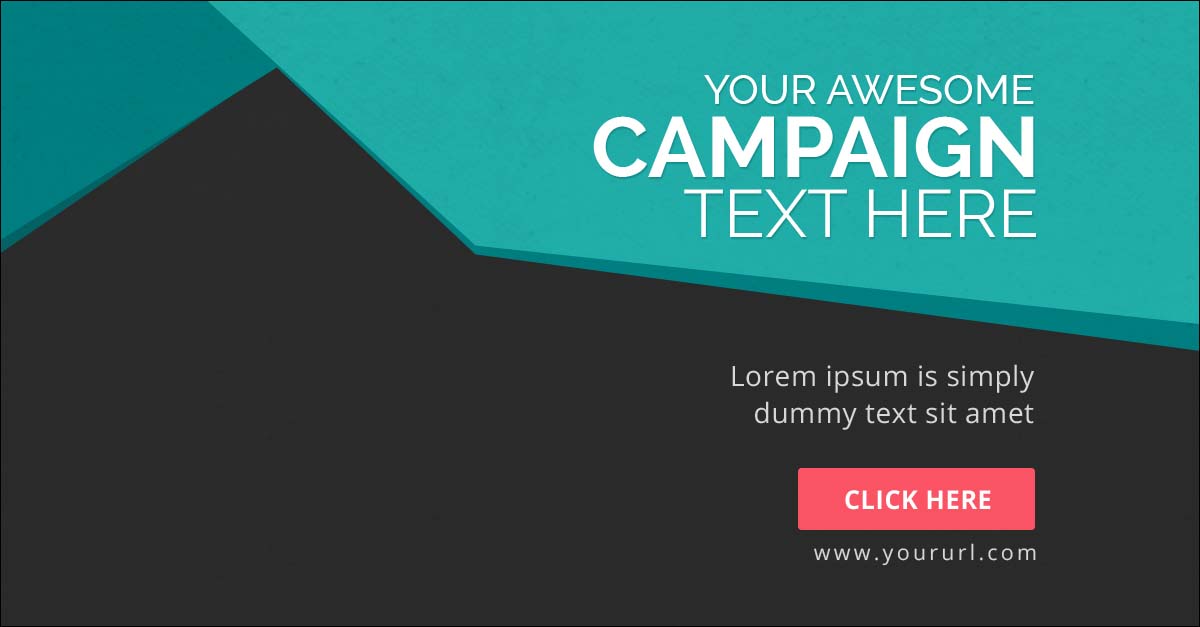 YOUR AWESOME
CAMPAIGN
TEXT HERE
Lorem ipsum is simply
dummy text sit amet
CLICK HERE
www.yoururl.com